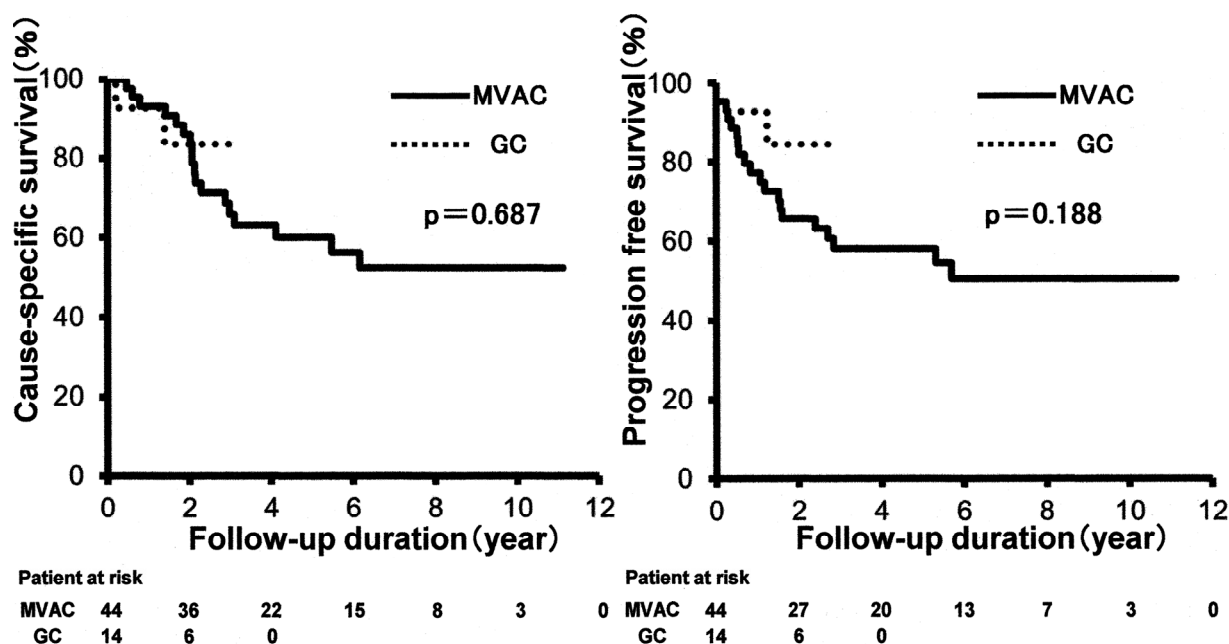 Cause-specific survival(%)
100
80
60
40
20
0
MVAC
GC
p=0.687
0 2 4 6 8 10 12
Follow-up duration(year)
Patient at risk
MVAC 44 36 22 15 8 3 0
GC 14 6 0
Progression free survival(%)
100
80
60
40
20
0
MVAC
GC
p=0.188
0 2 4 6 8 10 12
Follow-up duration(year)
Patient at risk
MVAC 44 27 20 13 7 3 0
GC 14 6 0